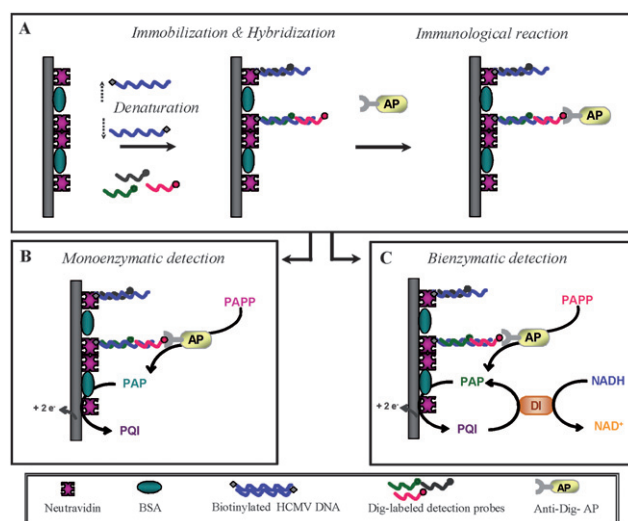 A
Immobilization & Hybridization
Immunological reaction
Denaturation
AP
AP
B
Monoenzymatic detection
PAPP
AP
PAP
+ 2 e-
PQI
C
Bienzymatic detection
PAPP
AP
PAP
NADH
DI
+ 2 e-
PQI
NAD+
AP
Neutravidin
BSA
Biotinylated HCMV DNA
Dig-labeled detection probes
Anti-Dig- AP